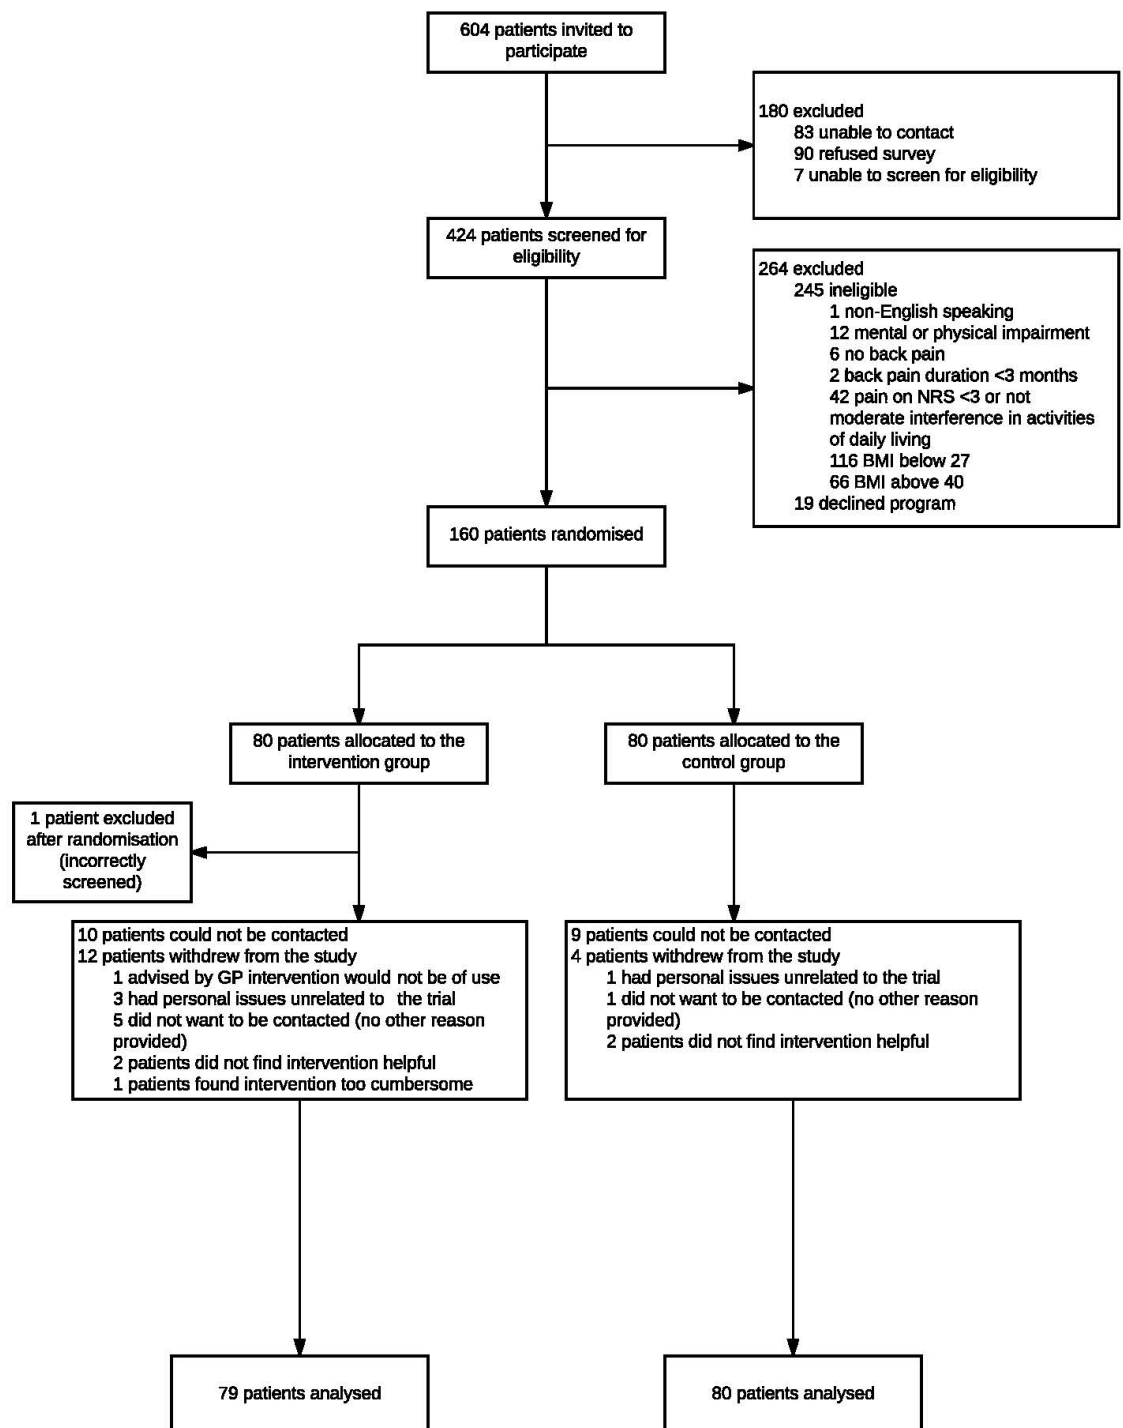 604 patients invited to
participate
180 excluded
83 unable to contact
90 refused survey
7 unable to screen for eligibility
424 patients screened for
eligibility
264 excluded
245 ineligible
1 non-English speaking
12 mental or physical impairment
6 no back pain
2 back pain duration <3 months
42 pain on NRS <3 or not
moderate interference in activities
of daily living
116 BMI below 27
66 BMI above 40
19 declined program
160 patients randomised
80 patients allocated to the
intervention group
80 patients allocated to the
control group
1 patient excluded
after randomisation
(incorrectly
screened)
10 patients could not be contacted
12 patients withdrew from the study
1 advised by GP intervention would not be of use
3 had personal issues unrelated to the trial
5 did not want to be contacted (no other reason
provided)
2 patients did not find intervention helpful
1 patients found intervention too cumbersome
9 patients could not be contacted
4 patients withdrew from the study
1 had personal issues unrelated to the trial
1 did not want to be contacted (no other reason
provided)
2 patients did not find intervention helpful
79 patients analysed
80 patients analysed